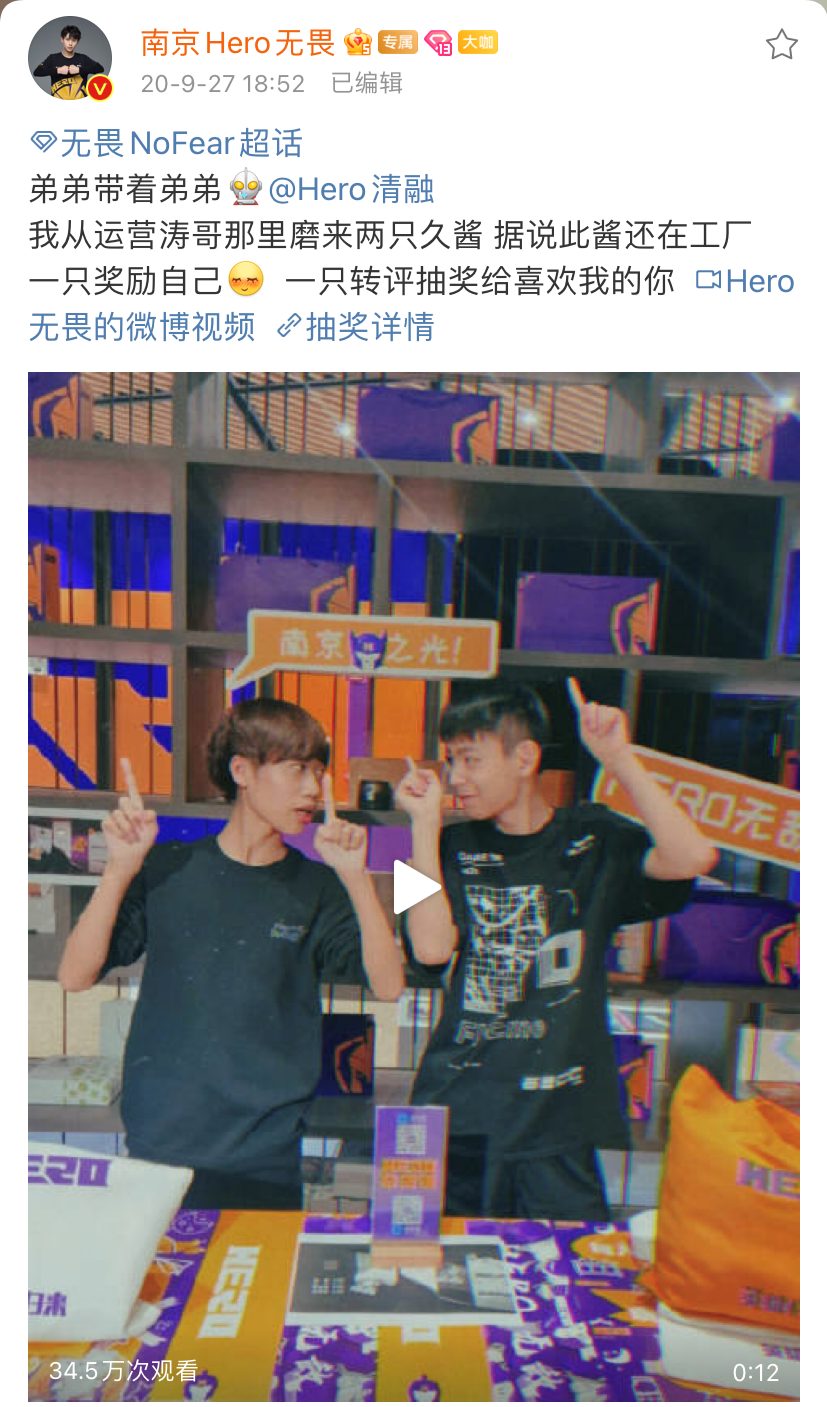 南京Hero无畏 5 专属 18 大咖
20-9-27 18:52 已编辑
无畏NoFear超话
弟弟带着弟弟 @Hero清融
我从运营涛哥那里磨来两只久酱 据说此酱还在工厂
一只奖励自己 一只转评抽奖给喜欢我的你 Hero
无畏的微博视频 抽奖详情
南京 之光!
HERO无
HERO
HE
HERO
34.5万次观看
0:12